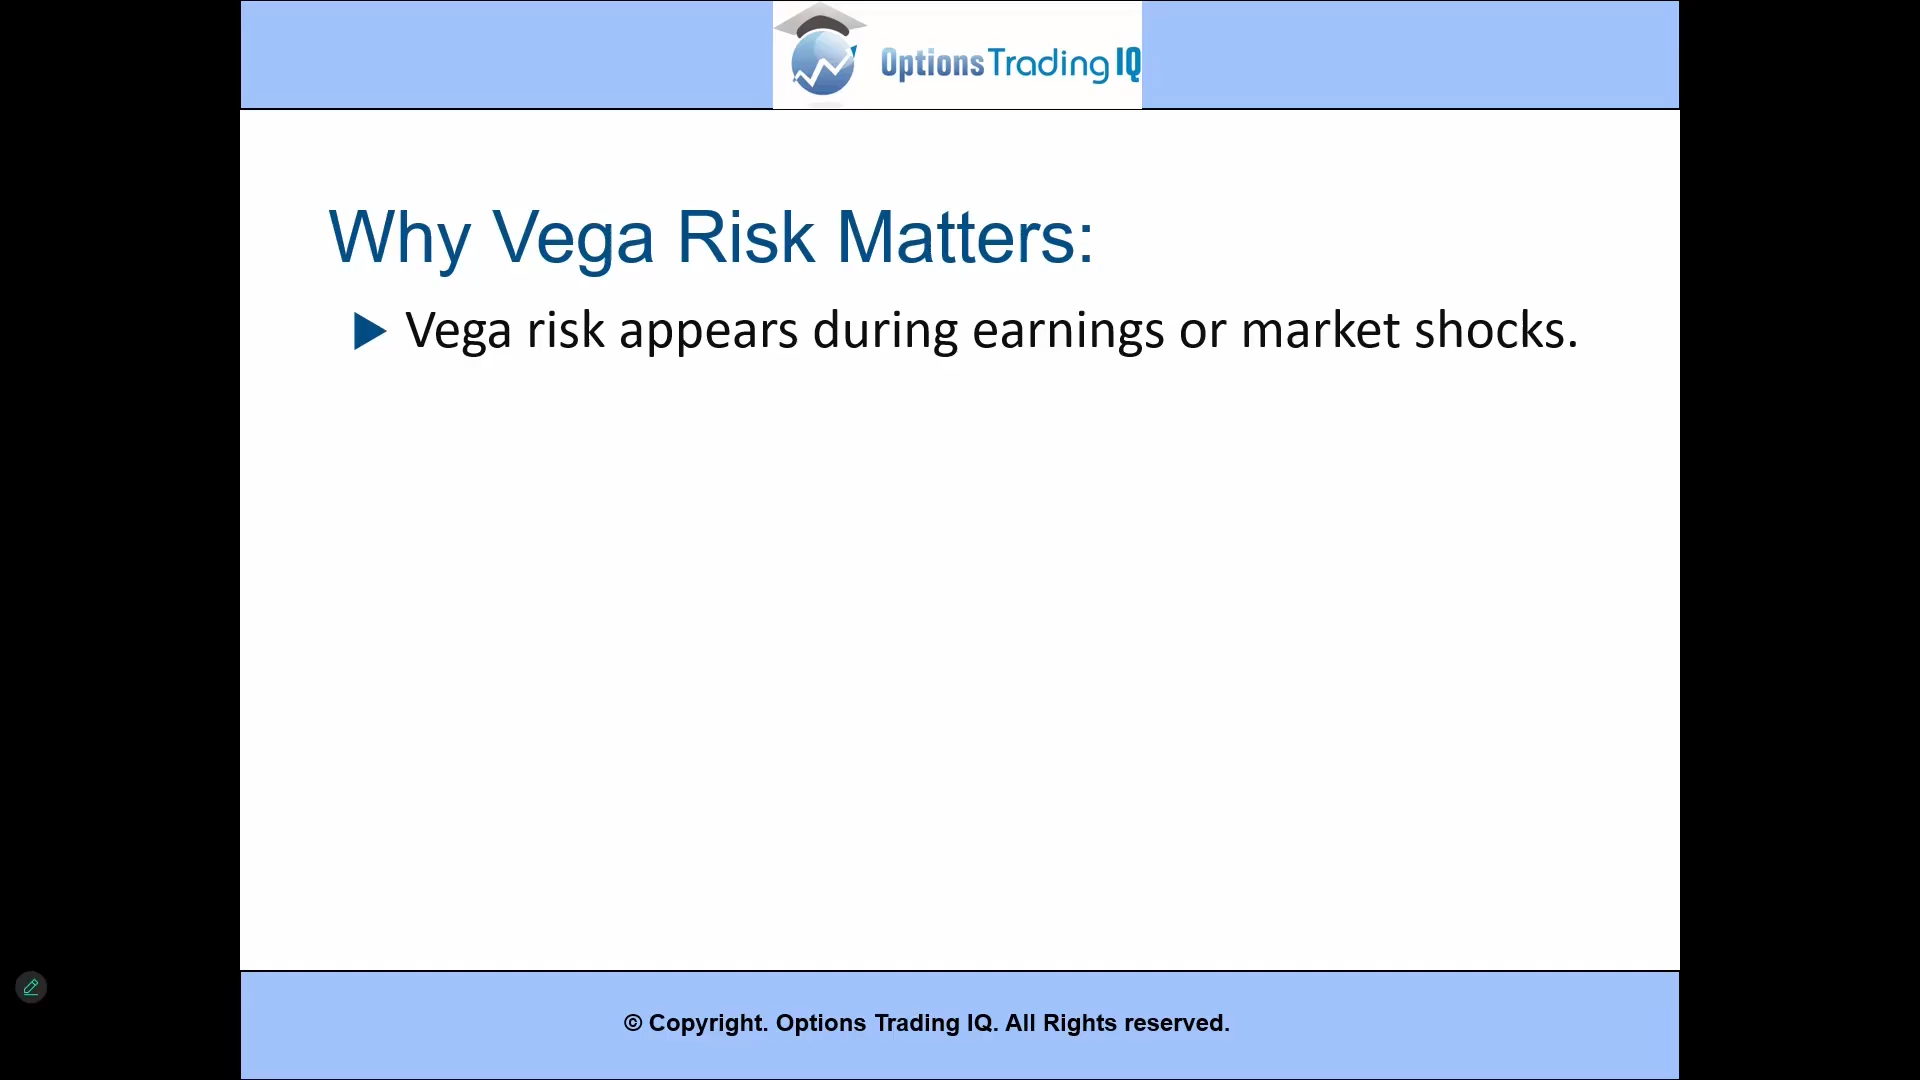 Options Trading IQ
Why Vega Risk Matters:
Vega risk appears during earnings or market shocks.
© Copyright. Options Trading IQ. All Rights reserved.